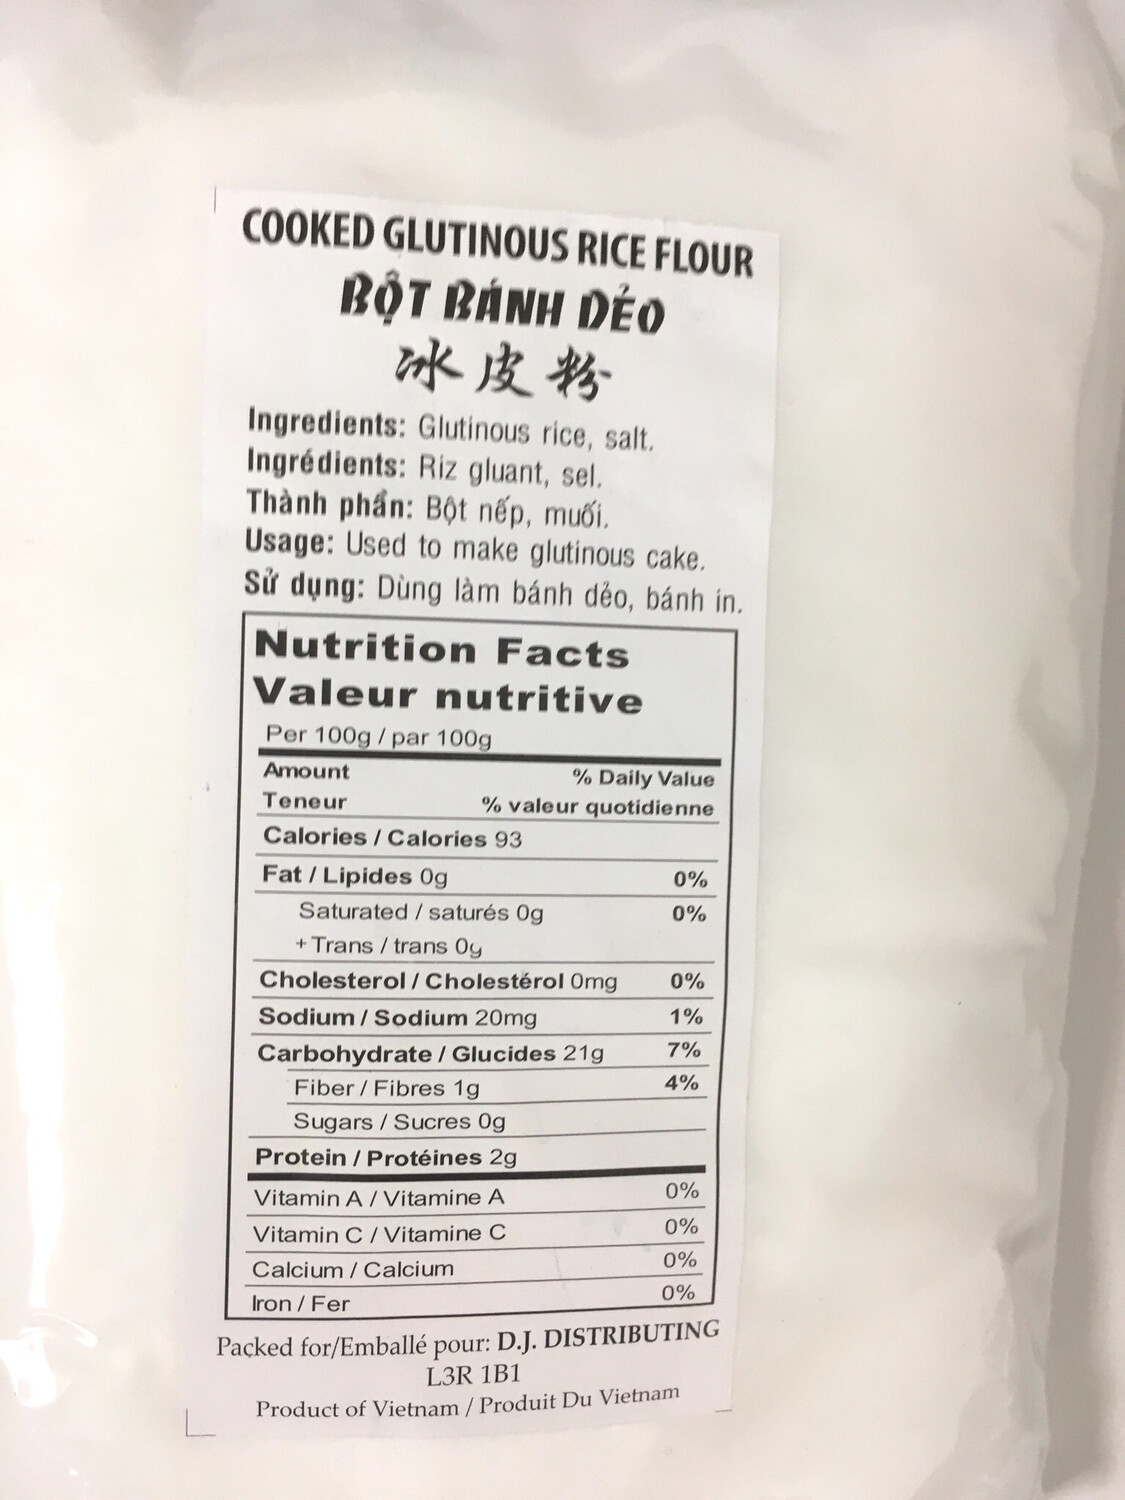 COOKED GLUTINOUS RICE FLOUR
BỘT BÁNH DẺO
冰皮粉
Ingredients: Glutinous rice, salt.
Ingrédients: Riz gluant, sel.
Thành phần: Bột nếp, muối.
Usage: Used to make glutinous cake.
Sử dụng: Dùng làm bánh dẻo, bánh in.
Nutrition Facts
Valeur nutritive
Per 100g / par 100g
Amount % Daily Value
Teneur % valeur quotidienne
Calories / Calories 93
Fat / Lipides 0g 0%
Saturated / saturés 0g 0%
+ Trans / trans 0g
Cholesterol / Cholestérol 0mg 0%
Sodium / Sodium 20mg 1%
Carbohydrate / Glucides 21g 7%
Fiber / Fibres 1g 4%
Sugars / Sucres 0g
Protein / Protéines 2g
Vitamin A / Vitamine A 0%
Vitamin C / Vitamine C 0%
Calcium / Calcium 0%
Iron / Fer 0%
Packed for/Emballé pour: D.J. DISTRIBUTING
L3R 1B1
Product of Vietnam / Produit Du Vietnam